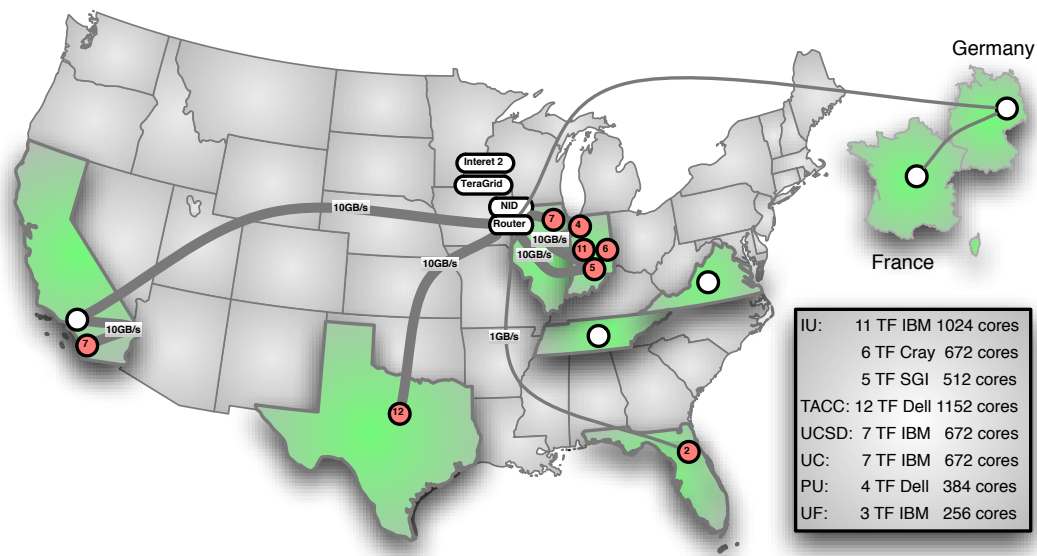 Germany
Interet 2
TeraGrid
NID
Router
10GB/s
7
4
10GB/s
11
6
10GB/s
5
10GB/s
France
7
10GB/s
1GB/s
12
2
IU: 11 TF IBM 1024 cores
6 TF Cray 672 cores
5 TF SGI 512 cores
TACC: 12 TF Dell 1152 cores
UCSD: 7 TF IBM 672 cores
UC: 7 TF IBM 672 cores
PU: 4 TF Dell 384 cores
UF: 3 TF IBM 256 cores